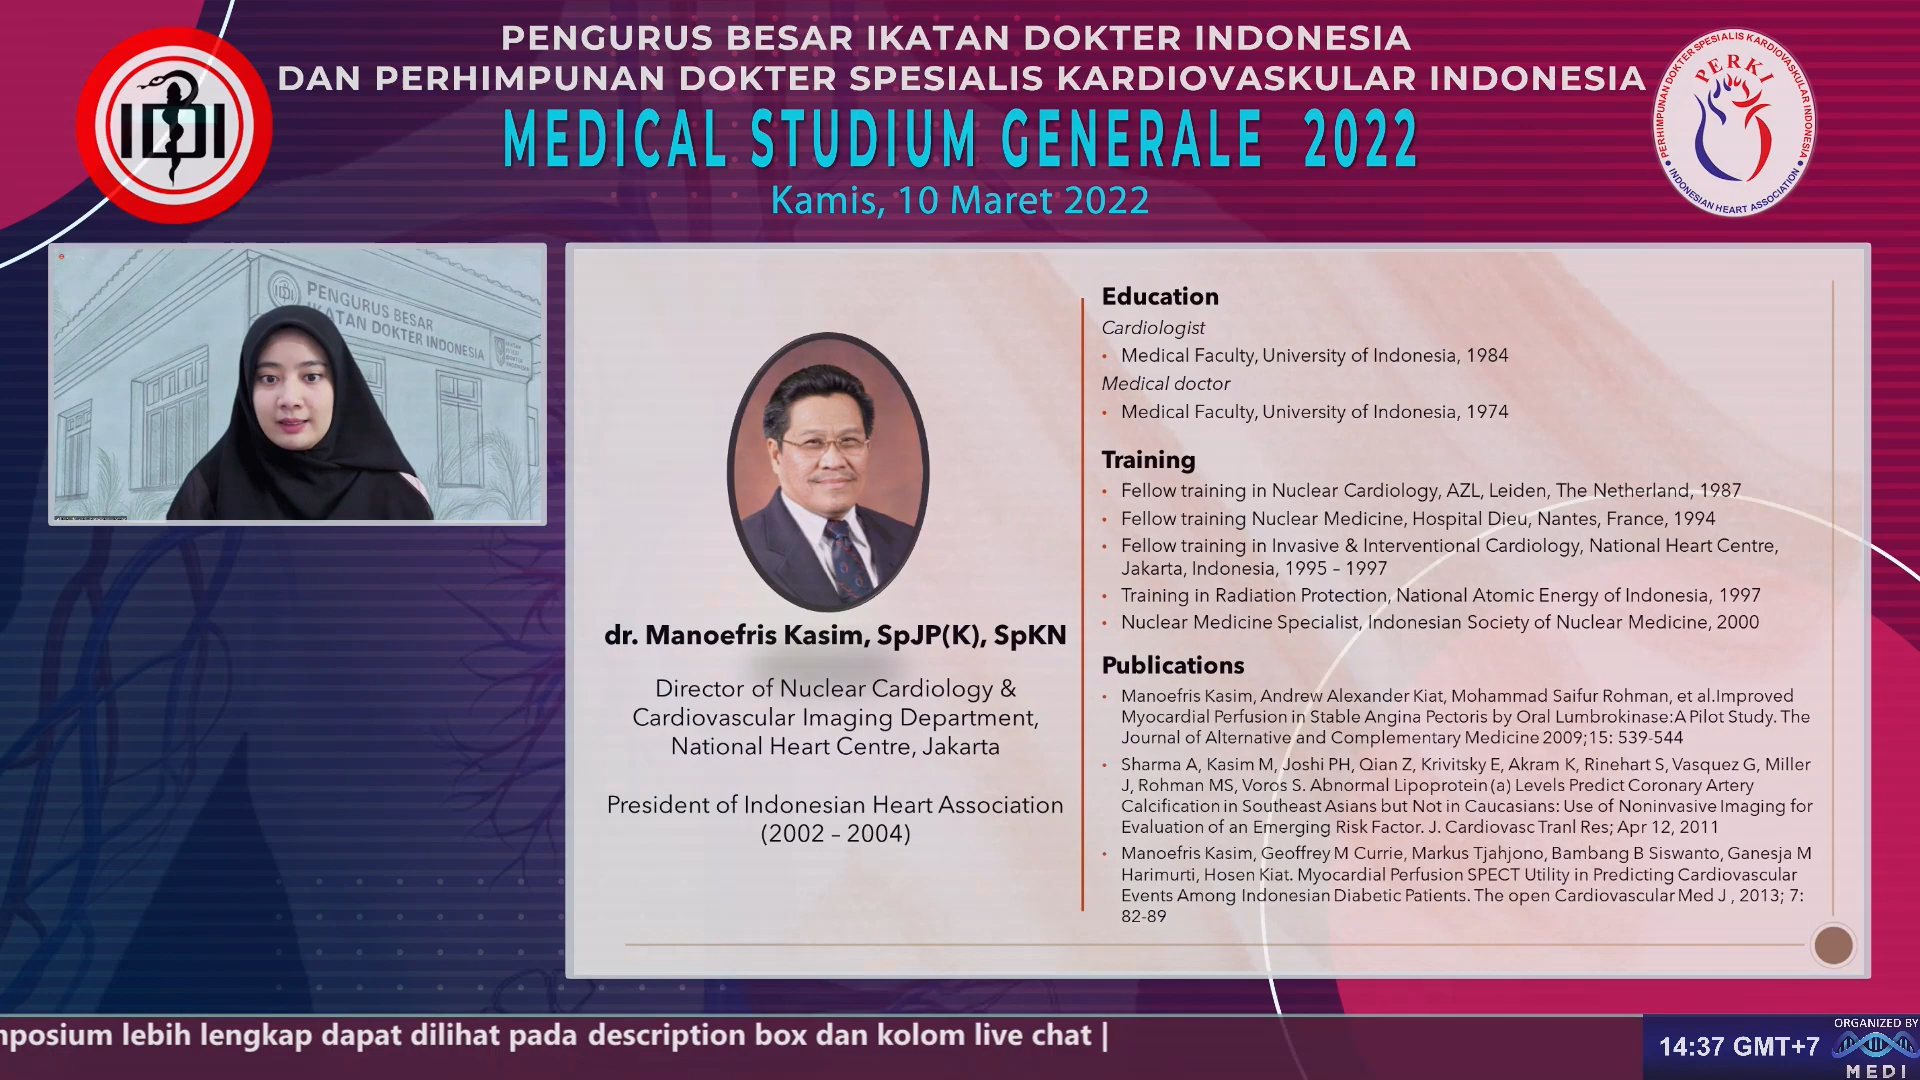 PENGURUS BESAR IKATAN DOKTER INDONESIA
DAN PERHIMPUNAN DOKTER SPESIALIS KARDIOVASKULAR INDONESIA
MEDICAL STUDIUM GENERALE 2022
Kamis, 10 Maret 2022
IDI
PERHIMPUNAN DOKTER SPESIALIS KARDIOVASKULAR INDONESIA
PERKI
INDONESIAN HEART ASSOCIATION
PENGURUS BESAR
IKATAN DOKTER INDONESIA
dr. Manoefris Kasim, SpJP(K), SpKN
Director of Nuclear Cardiology &
Cardiovascular Imaging Department,
National Heart Centre, Jakarta
President of Indonesian Heart Association
(2002 – 2004)
Education
Cardiologist
• Medical Faculty, University of Indonesia, 1984
Medical doctor
• Medical Faculty, University of Indonesia, 1974
Training
• Fellow training in Nuclear Cardiology, AZL, Leiden, The Netherland, 1987
• Fellow training Nuclear Medicine, Hospital Dieu, Nantes, France, 1994
• Fellow training in Invasive & Interventional Cardiology, National Heart Centre,
Jakarta, Indonesia, 1995 – 1997
• Training in Radiation Protection, National Atomic Energy of Indonesia, 1997
• Nuclear Medicine Specialist, Indonesian Society of Nuclear Medicine, 2000
Publications
• Manoefris Kasim, Andrew Alexander Kiat, Mohammad Saifur Rohman, et al.Improved
Myocardial Perfusion in Stable Angina Pectoris by Oral Lumbrokinase: A Pilot Study. The
Journal of Alternative and Complementary Medicine 2009;15: 539-544
• Sharma A, Kasim M, Joshi PH, Qian Z, Krivitsky E, Akram K, Rinehart S, Vasquez G, Miller
J, Rohman MS, Voros S. Abnormal Lipoprotein (a) Levels Predict Coronary Artery
Calcification in Southeast Asians but Not in Caucasians: Use of Noninvasive Imaging for
Evaluation of an Emerging Risk Factor. J. Cardiovasc Tranl Res; Apr 12, 2011
• Manoefris Kasim, Geoffrey M Currie, Markus Tjahjono, Bambang B Siswanto, Ganesja M
Harimurti, Hosen Kiat. Myocardial Perfusion SPECT Utility in Predicting Cardiovascular
Events Among Indonesian Diabetic Patients. The open Cardiovascular Med J , 2013; 7:
82-89
mposium lebih lengkap dapat dilihat pada description box dan kolom live chat |
14:37 GMT+7
ORGANIZED BY
MEDI